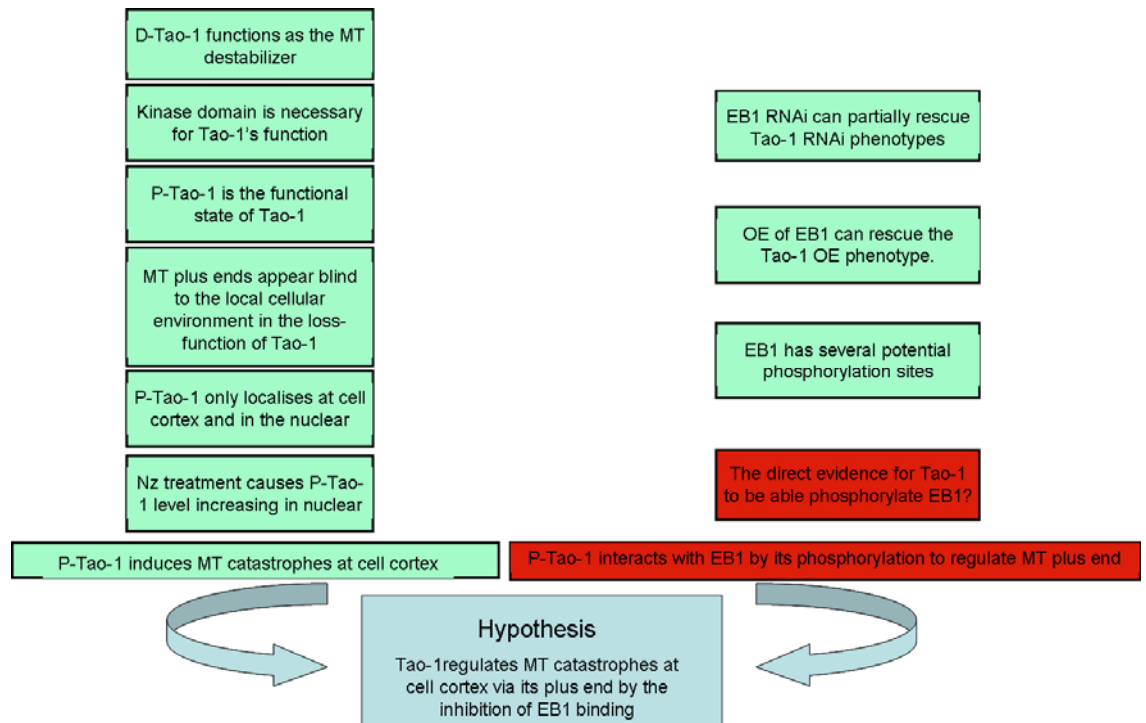 D-Tao-1 functions as the MT
destabilizer
Kinase domain is necessary
for Tao-1's function
P-Tao-1 is the functional
state of Tao-1
MT plus ends appear blind
to the local cellular
environment in the loss-
function of Tao-1
P-Tao-1 only localises at cell
cortex and in the nuclear
Nz treatment causes P-Tao-
1 level increasing in nuclear
P-Tao-1 induces MT catastrophes at cell cortex
EB1 RNAi can partially rescue
Tao-1 RNAi phenotypes
OE of EB1 can rescue the
Tao-1 OE phenotype.
EB1 has several potential
phosphorylation sites
The direct evidence for Tao-1
to be able phosphorylate EB1?
P-Tao-1 interacts with EB1 by its phosphorylation to regulate MT plus end
Hypothesis
Tao-1regulates MT catastrophes at
cell cortex via its plus end by the
inhibition of EB1 binding